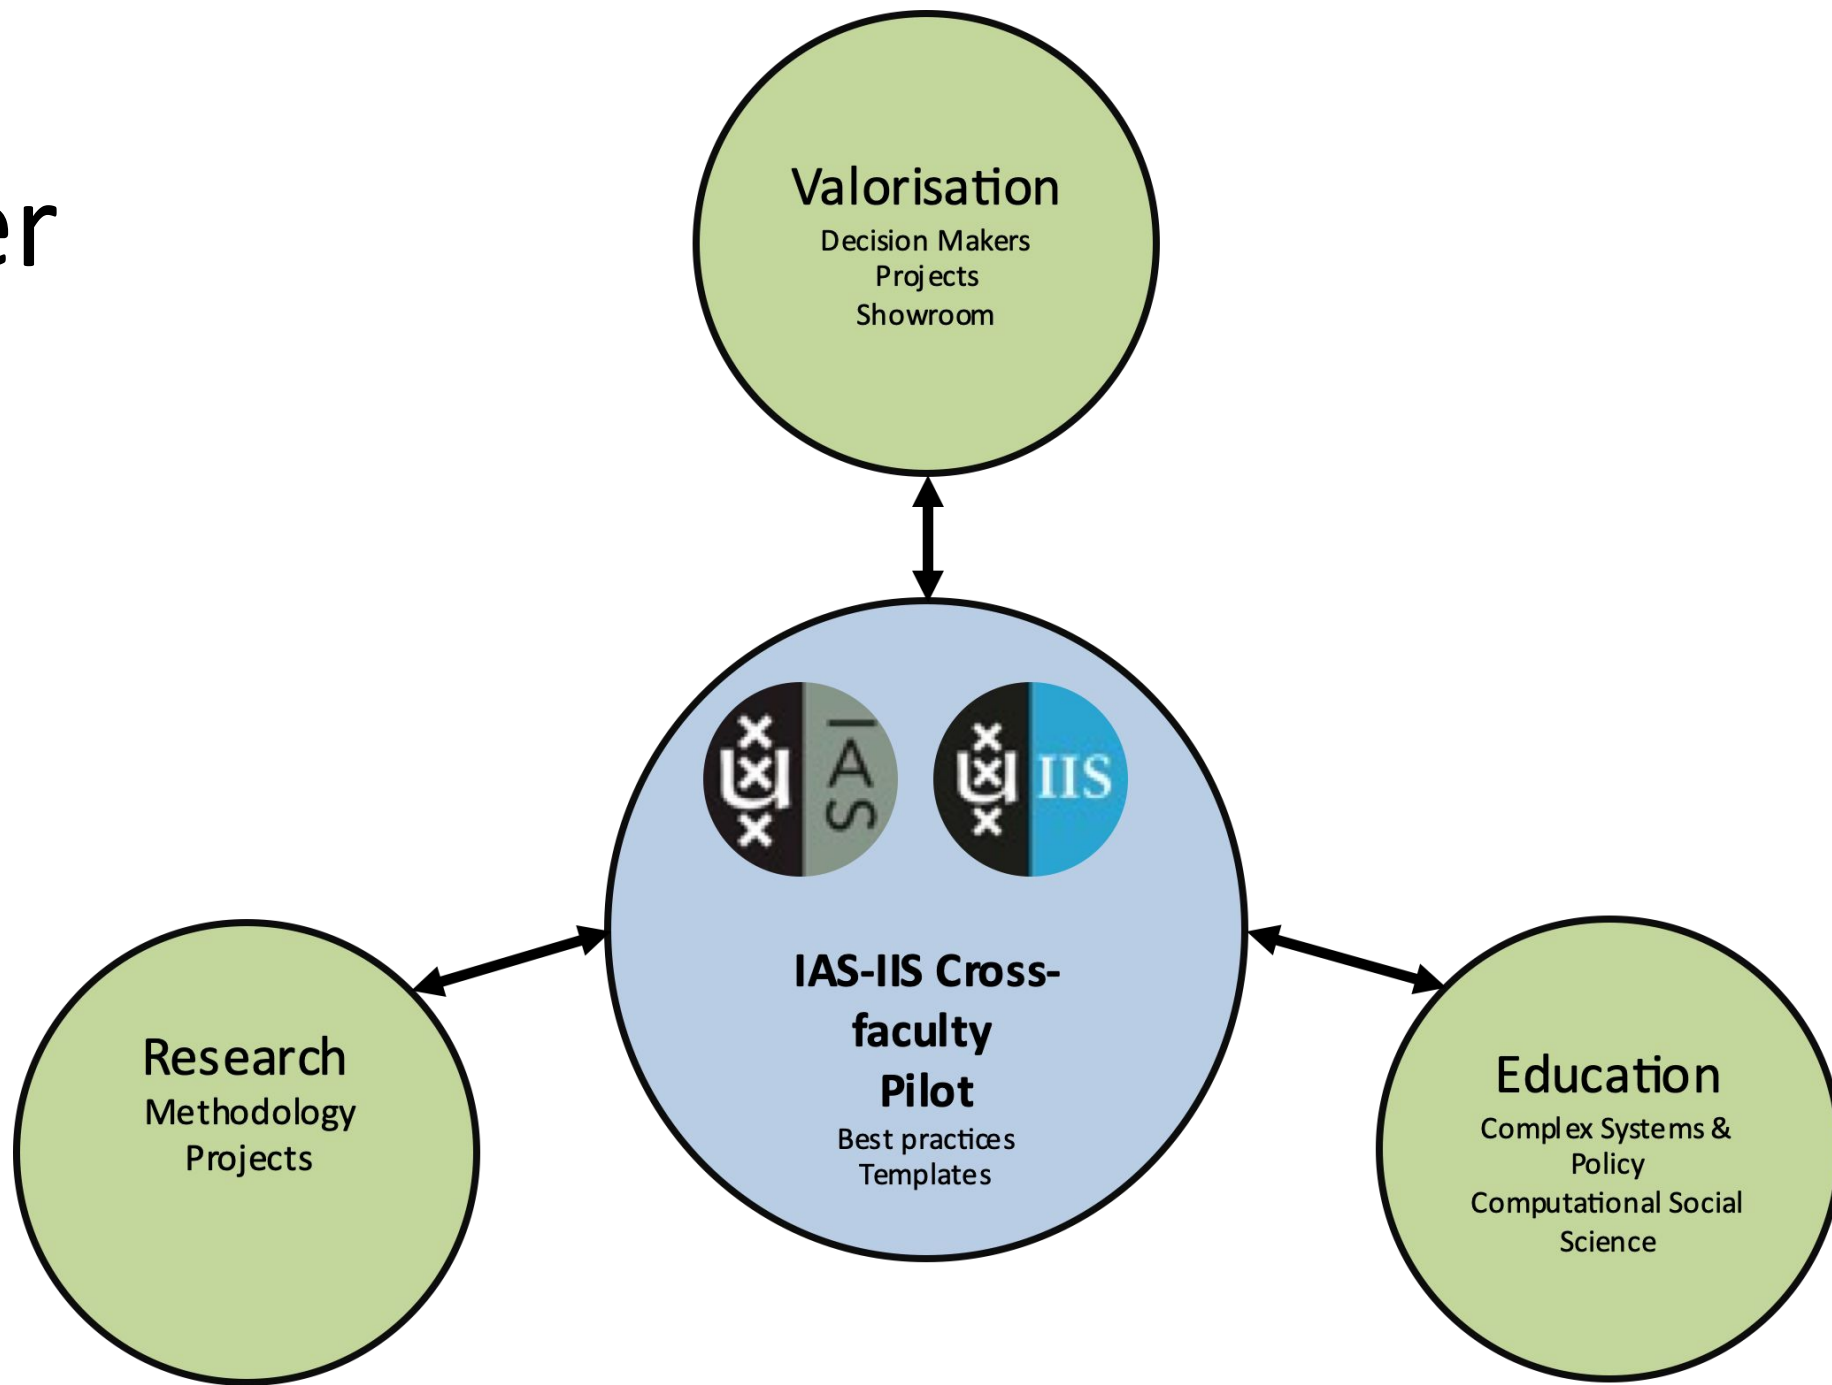 er
Valorisation
Decision Makers
Projects
Showroom
IAS
IIS
IAS-IIS Cross-
faculty
Pilot
Best practices
Templates
Research
Methodology
Projects
Education
Complex Systems &
Policy
Computational Social
Science